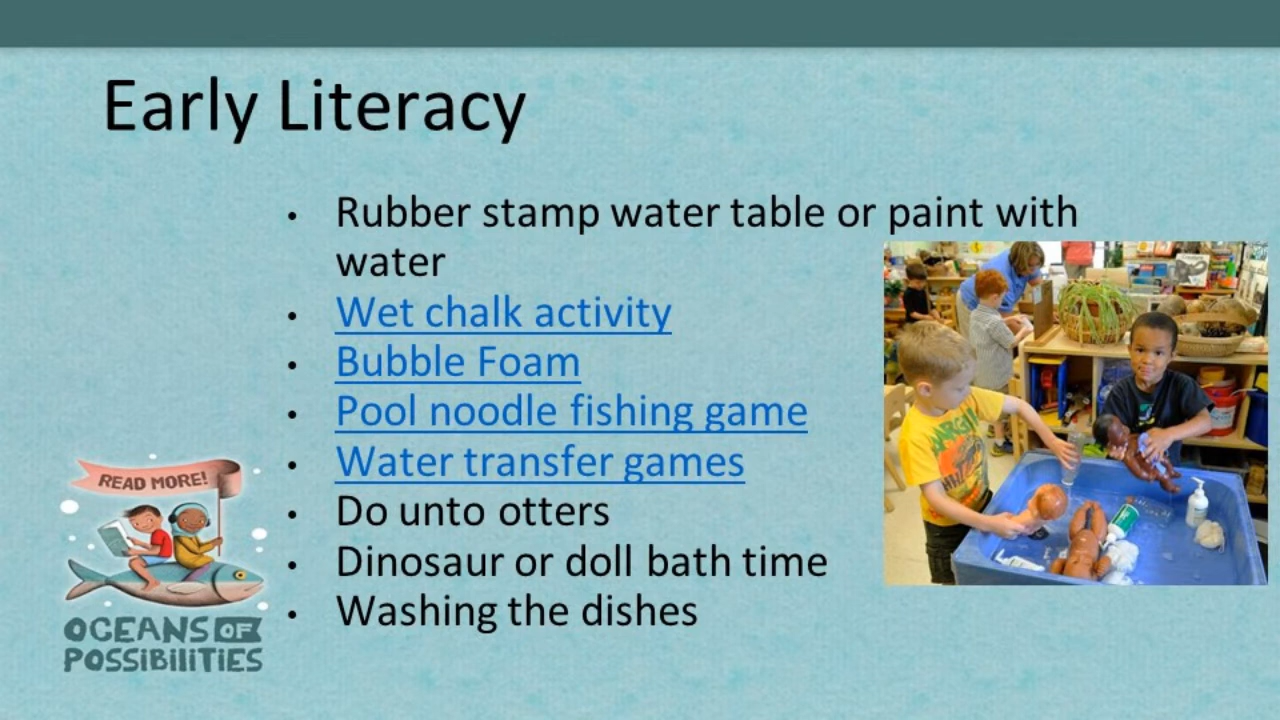 Early Literacy
• Rubber stamp water table or paint with
water
• Wet chalk activity
• Bubble Foam
• Pool noodle fishing game
• Water transfer games
• Do unto otters
• Dinosaur or doll bath time
• Washing the dishes
READ MORE!
OCEANS OF
POSSIBILITIES